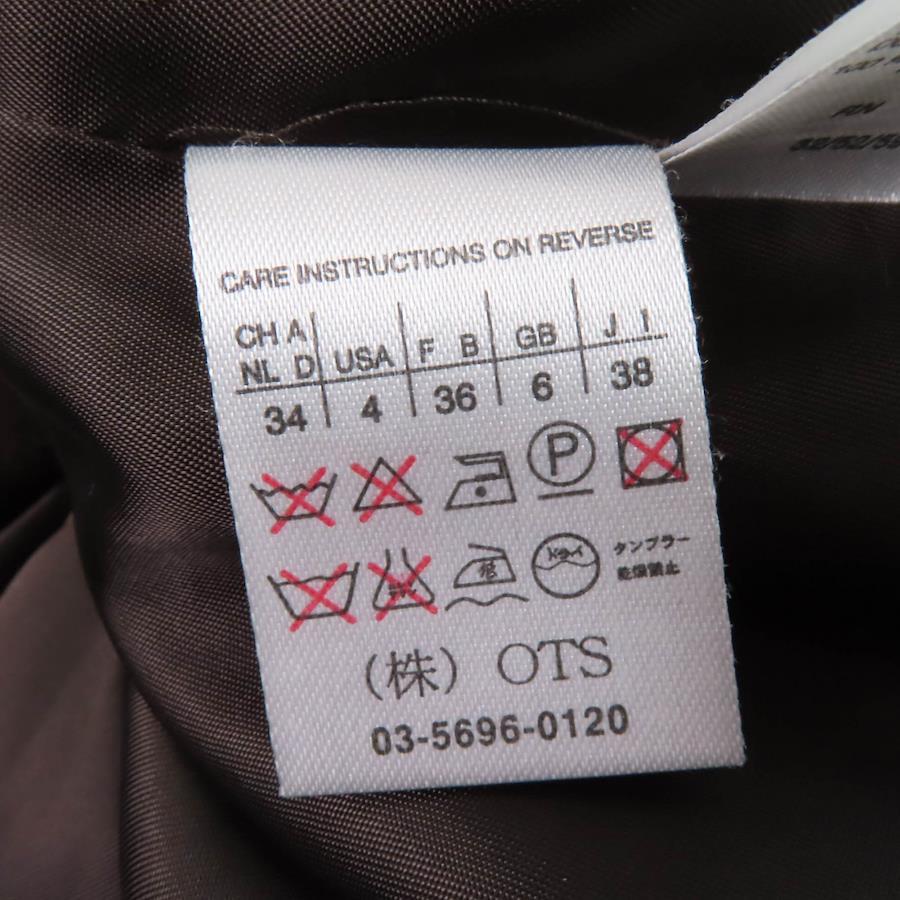 CARE INSTRUCTIONS ON REVERSE
CH A USA F B GB J I
NL D
34 4 36 6 38
P
低 ドライ タンブラー
乾燥禁止
(株) OTS
03-5696-0120